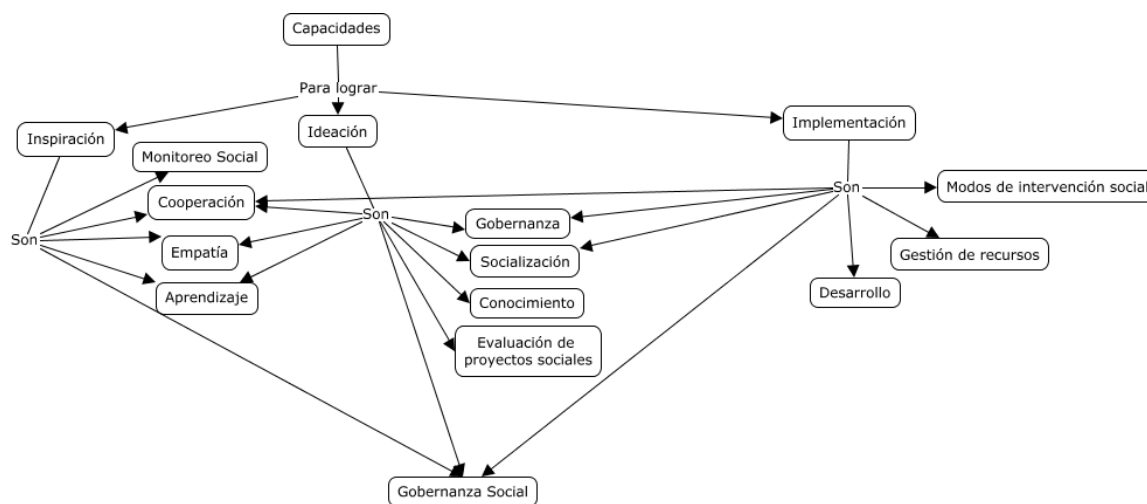 Capacidades
Para lograr
Inspiración
Ideación
Implementación
Monitoreo Social
Cooperación
Empatía
Aprendizaje
Son
Son
Son
Gobernanza
Socialización
Conocimiento
Evaluación de
proyectos sociales
Modos de intervención social
Gestión de recursos
Desarrollo
Gobernanza Social